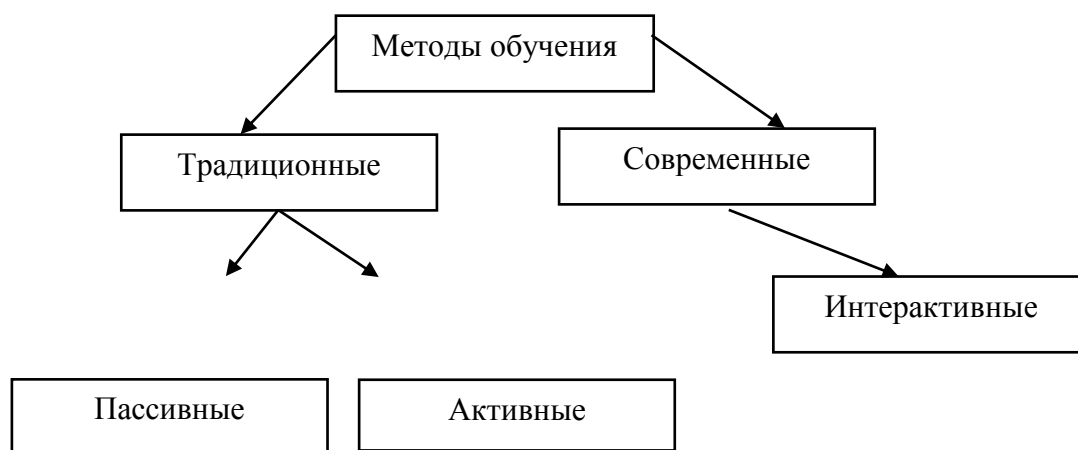 Методы обучения
Традиционные
Современные
Интерактивные
Пассивные
Активные